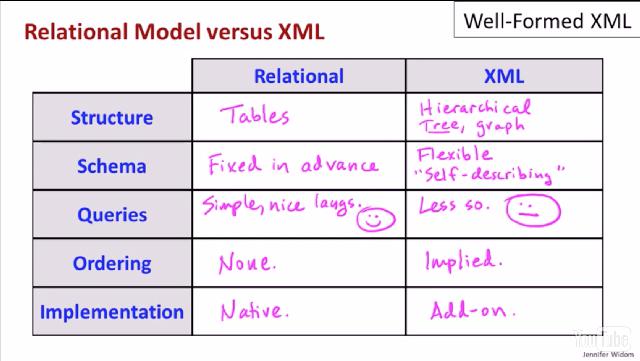 Relational Model versus XML
Well-Formed XML
Relational
XML
Structure
Tables
Hierarchical
Tree, graph
Schema
Fixed in advance
Flexible
"Self-describing"
Queries
Simple, nice langs.
Less so.
Ordering
None.
Implied.
Implementation
Native.
Add-on.
YouTube
Jennifer Widom